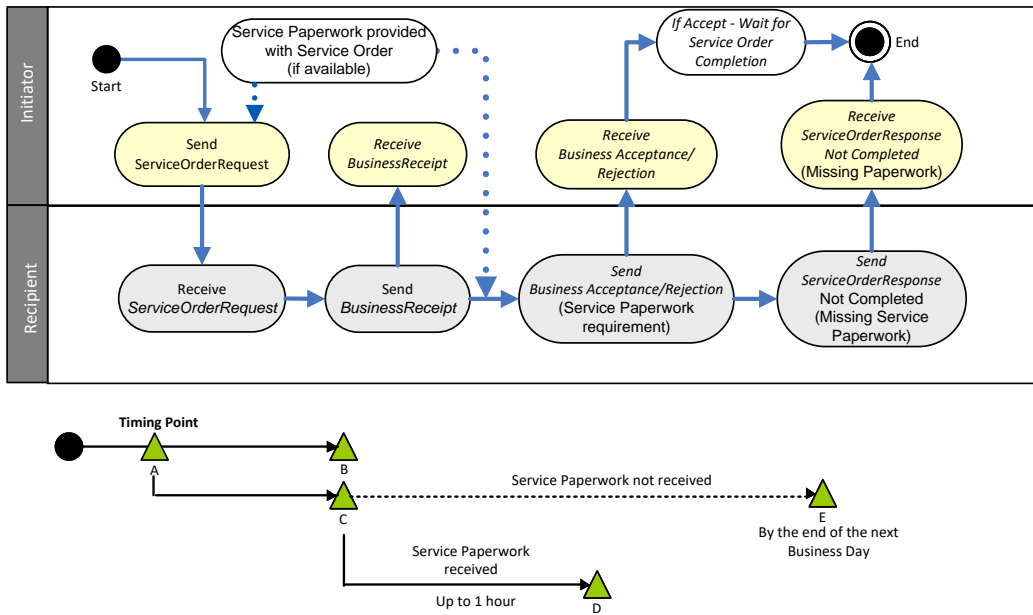 Initiator
Start
Service Paperwork provided
with Service Order
(if available)
If Accept - Wait for
Service Order
Completion
End
Send
ServiceOrderRequest
Receive
BusinessReceipt
Receive
Business Acceptance/
Rejection
Receive
ServiceOrderResponse
Not Completed
(Missing Paperwork)
Recipient
Receive
ServiceOrderRequest
Send
BusinessReceipt
Send
Business Acceptance/Rejection
(Service Paperwork
requirement)
Send
ServiceOrderResponse
Not Completed
(Missing Service
Paperwork)
Timing Point
A
B
C
Service Paperwork not received
E
By the end of the next
Business Day
Service Paperwork
received
Up to 1 hour
D